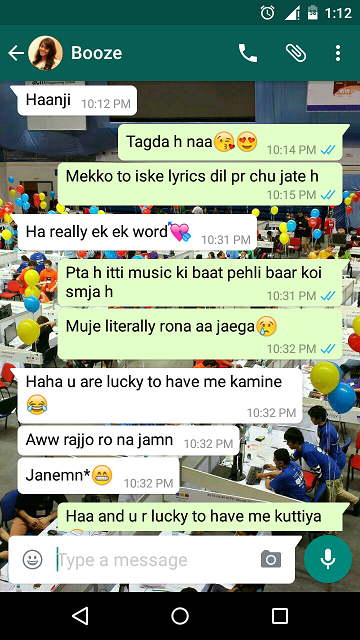 1:12
Booze
Haanji
10:12 PM
Tagda h naa😘😍
10:14 PM
Mekko to iske lyrics dil pr chu jate h
10:15 PM
Ha really ek ek word💘
10:31 PM
Pta h itti music ki baat pehli baar koi
smja h
10:31 PM
Muje literally rona aa jaega😢
10:32 PM
Haha u are lucky to have me kamine
😂
10:32 PM
Aww rajjo ro na jamn 10:32 PM
Janemn*😁
10:32 PM
Haa and u r lucky to have me kuttiya
Type a message